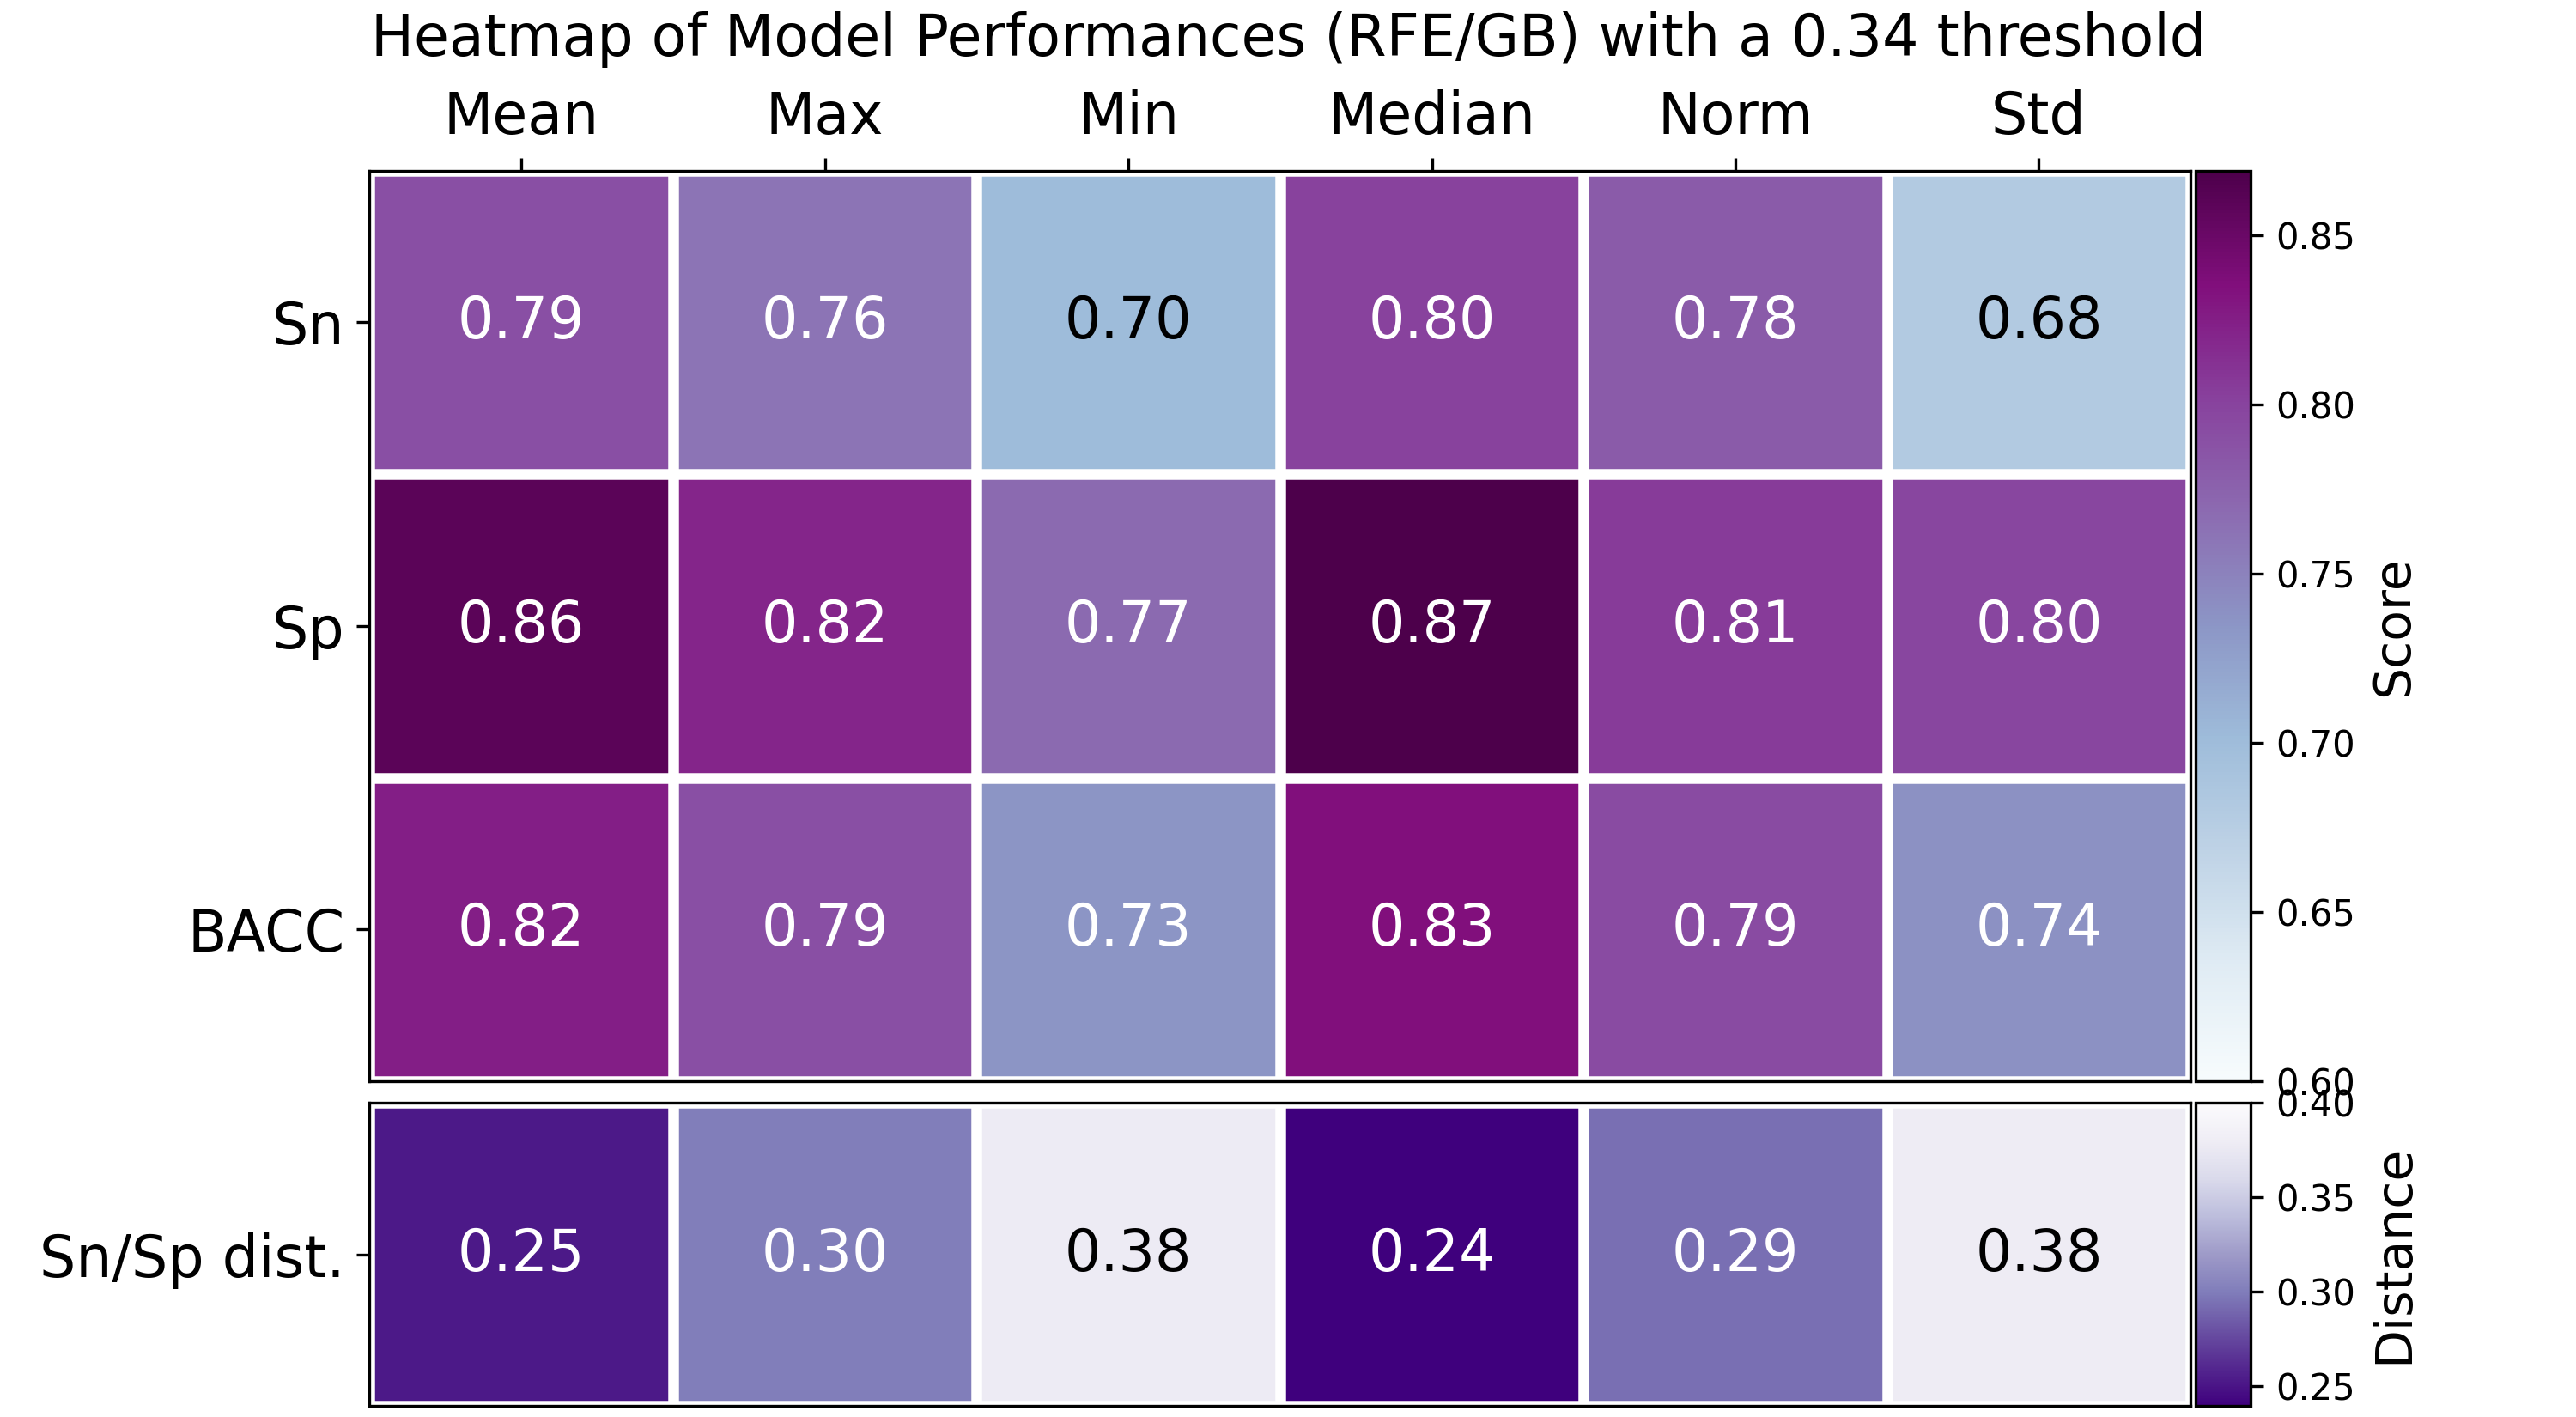 Heatmap of Model Performances (RFE/GB) with a 0.34 threshold
Mean Max Min Median Norm Std
Sn 0.79 0.76 0.70 0.80 0.78 0.68
Sp 0.86 0.82 0.77 0.87 0.81 0.80
BACC 0.82 0.79 0.73 0.83 0.79 0.74
Sn/Sp dist. 0.25 0.30 0.38 0.24 0.29 0.38
0.85
0.80
0.75
0.70
0.65
0.60
Score
0.40
0.35
0.30
0.25
Distance